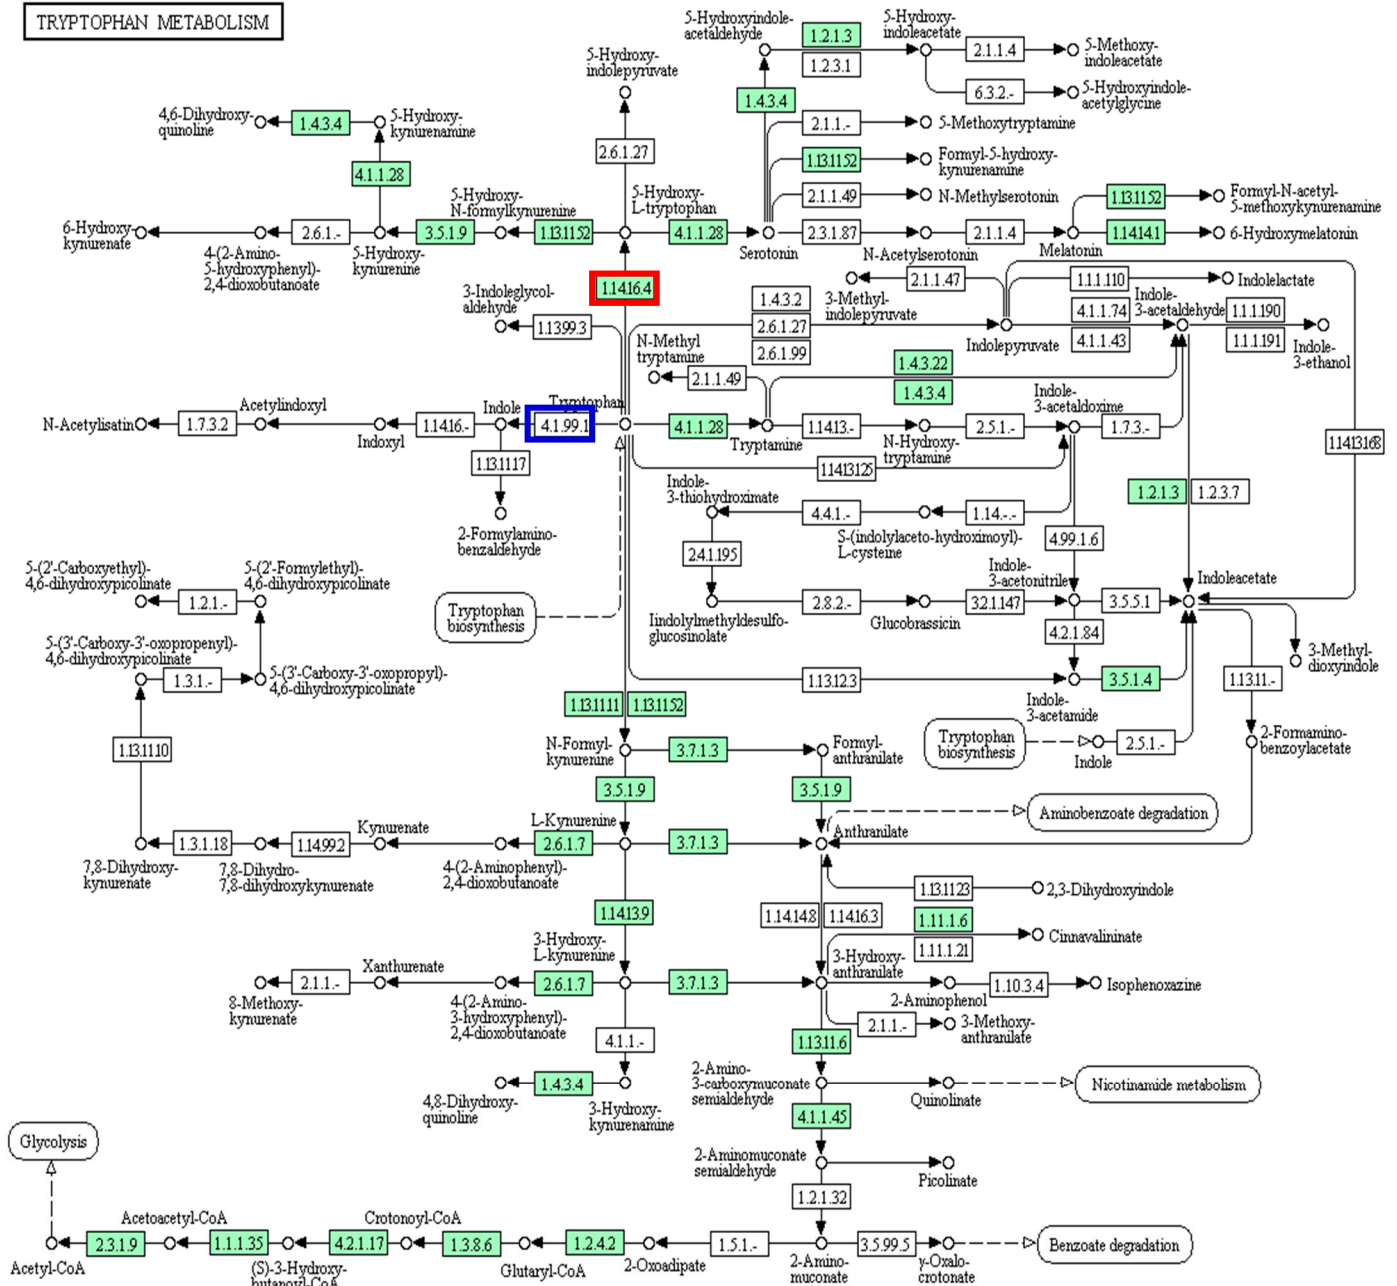 TRYPTOPHAN METABOLISM
5-Hydroxyindole-
acetaldehyde
1.2.1.3
1.2.3.1
5-Hydroxy-
indoleacetate
2.1.1.4
5-Methoxy-
indoleacetate
6.3.2.-
5-Hydroxyindole-
acetylglycine
5-Hydroxy-
indolepyruvate
1.4.3.4
4,6-Dihydroxy-
quinoline
1.4.3.4
5-Hydroxy-
kynurenamine
2.1.1.-
5-Methoxytryptamine
2.6.1.27
1.13.1152
Formyl-5-hydroxy-
kynurenamine
4.1.1.28
5-Hydroxy-
N-formylkynurenine
5-Hydroxy-
L-tryptophan
2.1.1.49
N-Methylserotonin
1.13.1152
Formyl-N-acetyl-
5-methoxykynurenamine
6-Hydroxy-
kynurenate
2.6.1.-
3.5.1.9
1.13.1152
4.1.1.28
2.3.1.87
2.1.1.4
1.14.14.1
6-Hydroxymelatonin
4-(2-Amino-
5-hydroxyphenyl)-
2,4-dioxobutanoate
5-Hydroxy-
kynurenine
Serotonin
N-Acetylserotonin
Melatonin
1.14.16.4
3-Indoleglycol-
aldehyde
1.13.99.3
1.4.3.2
2.6.1.27
2.6.1.99
2.1.1.47
3-Methyl-
indolepyruvate
1.1.1.110
Indolelactate
Indole-
3-acetaldehyde
4.1.1.74
4.1.1.43
1.1.1.190
1.1.1.191
Indolepyruvate
Indole-
3-ethanol
N-Methyl
tryptamine
2.1.1.49
1.4.3.22
1.4.3.4
N-Acetylisatin
1.7.3.2
Acetylindoxyl
Indoxyl
1.14.16.-
Indole
4.1.99.1
Tryptophan
4.1.1.28
Tryptamine
1.14.13.-
N-Hydroxy-
tryptamine
2.5.1.-
Indole-
3-acetaldoxime
1.7.3.-
1.14.13.168
1.13.1117
2-Formylamino-
benzaldehyde
1.14.13.125
Indole-
3-thiohydroximate
4.4.1.-
1.14.-.-
S-(indolylaceto-hydroximoyl)-
L-cysteine
1.2.1.3
1.2.3.7
2.4.1.195
4.99.1.6
5-(2'-Carboxyethyl)-
4,6-dihydroxypicolinate
1.2.1.-
5-(2'-Formylethyl)-
4,6-dihydroxypicolinate
Tryptophan
biosynthesis
Iindolylmethyldesulfo-
glucosinolate
2.8.2.-
Glucobrassicin
3.2.1.147
Indole-
3-acetonitrile
3.5.5.1
Indoleacetate
4.2.1.84
5-(3'-Carboxy-3'-oxopropenyl)-
4,6-dihydroxypicolinate
1.3.1.-
5-(3'-Carboxy-3'-oxopropyl)-
4,6-dihydroxypicolinate
1.13.12.3
3.5.1.4
Indole-
3-acetamide
3-Methyl-
dioxyindole
1.13.11.-
1.13.1111
1.13.1152
Tryptophan
biosynthesis
Indole
2.5.1.-
2-Formamino-
benzoylacetate
1.13.1110
N-Formyl-
kynurenine
3.7.1.3
Formyl-
anthranilate
3.5.1.9
3.5.1.9
Aminobenzoate degradation
7,8-Dihydroxy-
kynurenate
1.3.1.18
7,8-Dihydro-
7,8-dihydroxykynurenate
1.14.99.2
Kynurenate
4-(2-Aminophenyl)-
2,4-dioxobutanoate
2.6.1.7
L-Kynurenine
3.7.1.3
Anthranilate
1.13.1123
2,3-Dihydroxyindole
1.14.13.9
1.14.14.8
1.14.16.3
1.11.1.6
1.11.1.21
Cinnavalininate
3-Hydroxy-
L-kynurenine
3-Hydroxy-
anthranilate
2.1.1.-
8-Methoxy-
kynurenate
Xanthurenate
4-(2-Amino-
3-hydroxyphenyl)-
2,4-dioxobutanoate
2.6.1.7
3.7.1.3
2-Aminophenol
1.10.3.4
Isophenoxazine
2.1.1.-
3-Methoxy-
anthranilate
4.1.1.-
1.13.11.6
4,8-Dihydroxy-
quinoline
1.4.3.4
3-Hydroxy-
kynurenamine
2-Amino-
3-carboxymuconate
semialdehyde
Quinolinate
Nicotinamide metabolism
4.1.1.45
Glycolysis
2-Aminomuconate
semialdehyde
Picolinate
1.2.1.32
Acetyl-CoA
2.3.1.9
Acetoacetyl-CoA
1.1.1.35
(S)-3-Hydroxy-
butanoyl-CoA
4.2.1.17
Crotonoyl-CoA
1.3.8.6
Glutaryl-CoA
1.2.4.2
2-Oxoadipate
1.5.1.-
2-Amino-
muconate
3.5.99.5
γ-Oxalo-
crotonate
Benzoate degradation